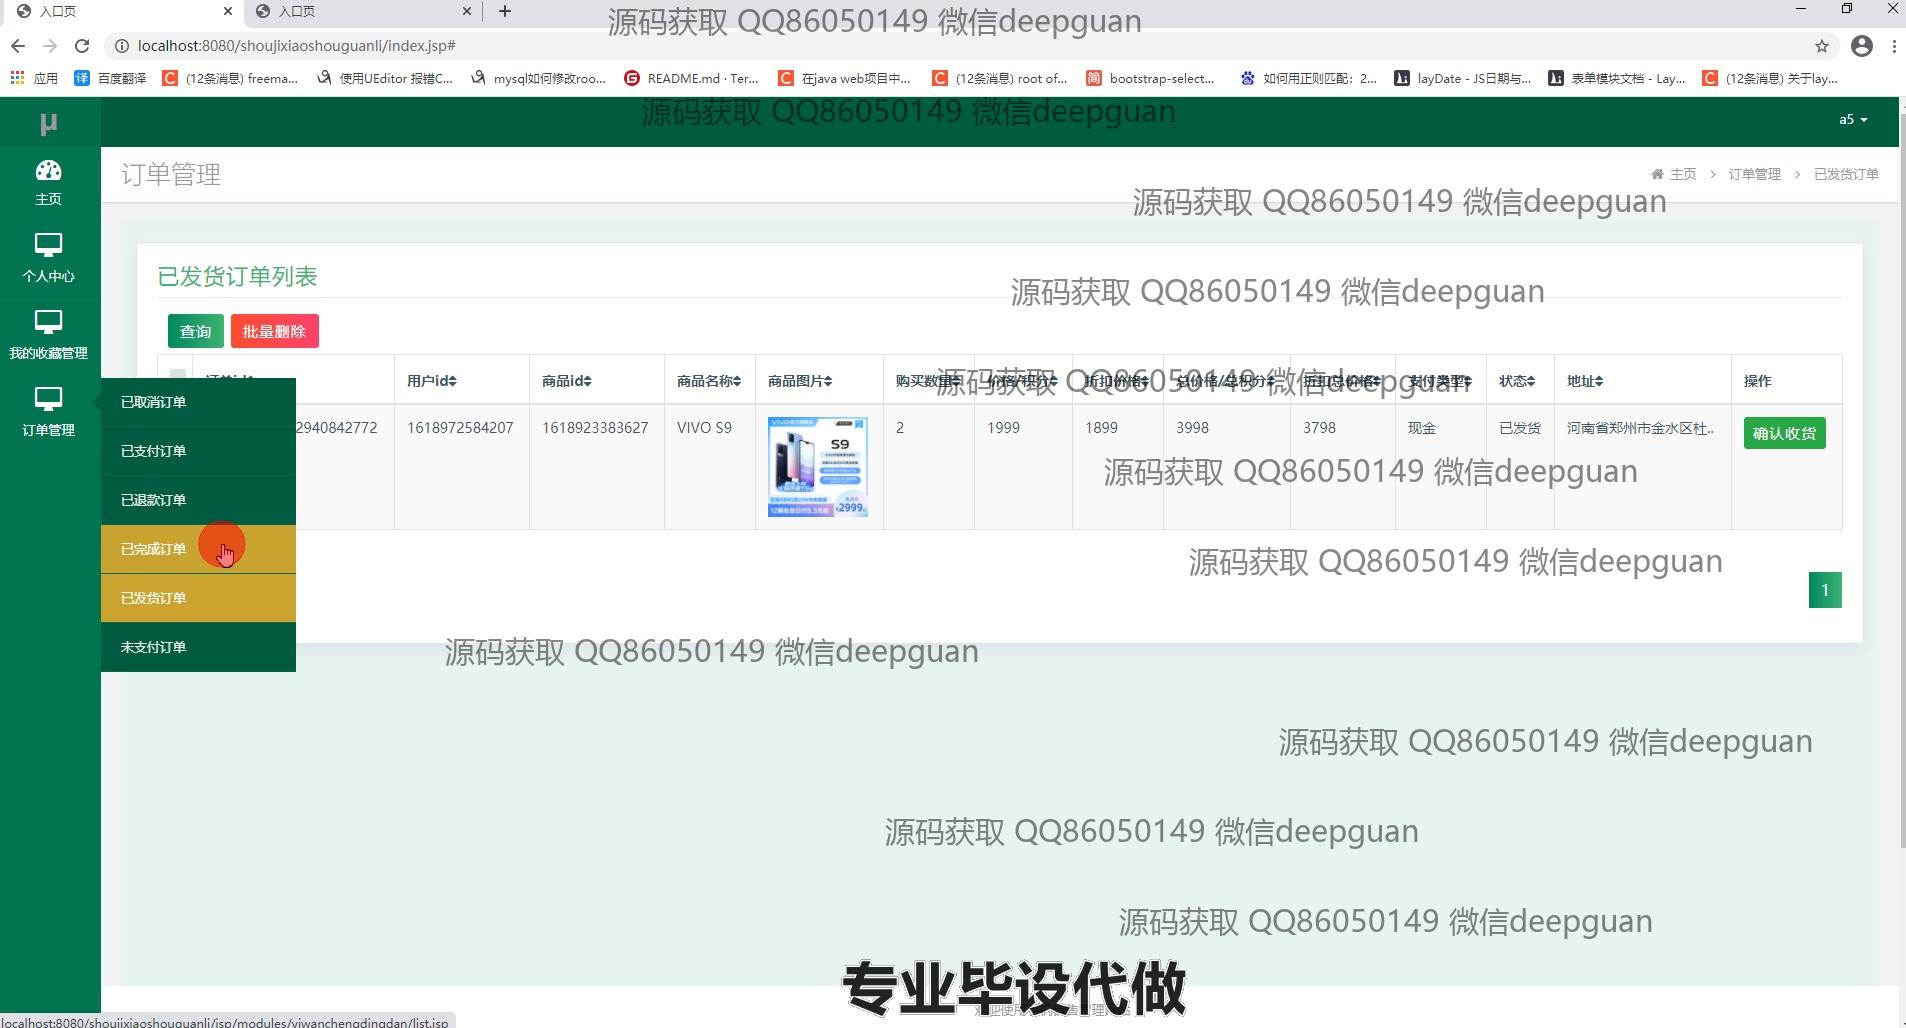 入口页
入口页
源码获取 QQ86050149 微信deepguan
localhost:8080/shoujixiaoshouguanli/index.jsp#
应用
百度翻译
(12条消息) freema...
使用UEditor 报错C...
mysql如何修改roo...
README.md · Ter...
在java web项目中...
(12条消息) root of...
bootstrap-select...
如何用正则匹配：2...
layDate - JS日期与...
表单模块文档 - Lay...
(12条消息) 关于lay...
μ
源码获取 QQ86050149 微信deepguan
a5
主页
订单管理
主页 > 订单管理 > 已发货订单
源码获取 QQ86050149 微信deepguan
个人中心
我的收藏管理
订单管理
已发货订单列表
源码获取 QQ86050149 微信deepguan
查询
批量删除
用户id
商品id
商品名称
商品图片
购买数量
价格/积分
折扣价格
总价格/总积分
折扣总价格
支付类型
状态
地址
操作
源码获取 QQ86050149 微信deepguan
2940842772
1618972584207
1618923383627
VIVO S9
S9
2999
2
1999
1899
3998
3798
现金
已发货
河南省郑州市金水区杜..
确认收货
源码获取 QQ86050149 微信deepguan
已取消订单
已支付订单
已退款订单
已完成订单
已发货订单
未支付订单
源码获取 QQ86050149 微信deepguan
1
源码获取 QQ86050149 微信deepguan
源码获取 QQ86050149 微信deepguan
源码获取 QQ86050149 微信deepguan
源码获取 QQ86050149 微信deepguan
专业毕设代做
localhost:8080/shoujixiaoshouguanli/jsp/modules/yiwanchengdingdan/list.jsp